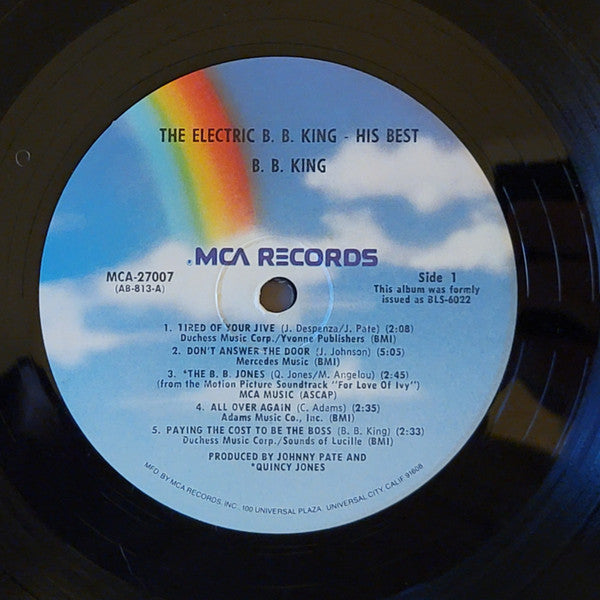 THE ELECTRIC B. B. KING - HIS BEST
B. B. KING
MCA RECORDS
MCA-27007
(AB-813-A)
Side 1
This album was formly
issued as BLS-6022
1. TIRED OF YOUR JIVE (J. Despenza/J. Pate) (2:08)
Duchess Music Corp./Yvonne Publishers (BMI)
2. DON'T ANSWER THE DOOR (J. Johnson) (5:05)
Mercedes Music (BMI)
3. *THE B. B. JONES (Q. Jones/M. Angelou) (2:45)
(from the Motion Picture Soundtrack "For Love Of Ivy")
MCA MUSIC (ASCAP)
4. ALL OVER AGAIN (C. Adams) (2:35)
Adams Music Co., Inc. (BMI)
5. PAYING THE COST TO BE THE BOSS (B. B. King) (2:33)
Duchess Music Corp./Sounds of Lucille (BMI)
PRODUCED BY JOHNNY PATE AND
*QUINCY JONES
MFD. BY MCA RECORDS, INC., 100 UNIVERSAL PLAZA, UNIVERSAL CITY, CALIF. 91608